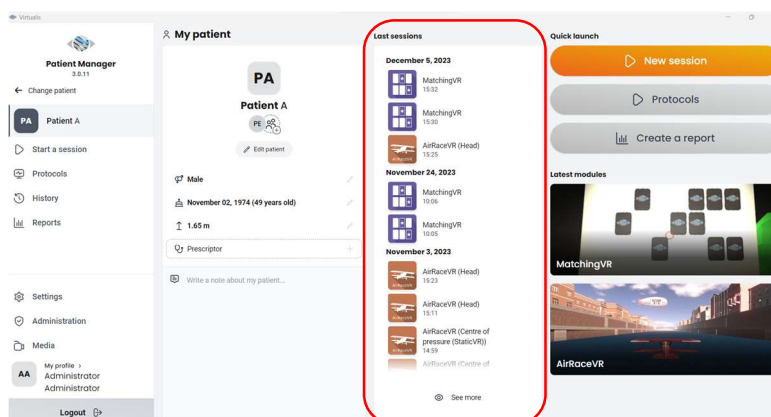 Virtualis
Patient Manager
3.0.11
Change patient
PA
Patient A
Start a session
Protocols
History
Reports
Settings
Administration
Media
My profile >
AA
Administrator
Administrator
Logout
My patient
PA
Patient A
PE
Edit patient
Male
November 02, 1974 (49 years old)
1.65 m
Prescriptor
Write a note about my patient...
Last sessions
December 5, 2023
MatchingVR
15:32
MatchingVR
15:30
AirRaceVR (Head)
15:25
November 24, 2023
MatchingVR
10:06
MatchingVR
10:05
November 3, 2023
AirRaceVR (Head)
15:23
AirRaceVR (Head)
15:11
AirRaceVR (Centre of
pressure (StaticVR))
14:59
AirRaceVR (Centre of
See more
Quick launch
New session
Protocols
Create a report
Latest modules
MatchingVR
AirRaceVR